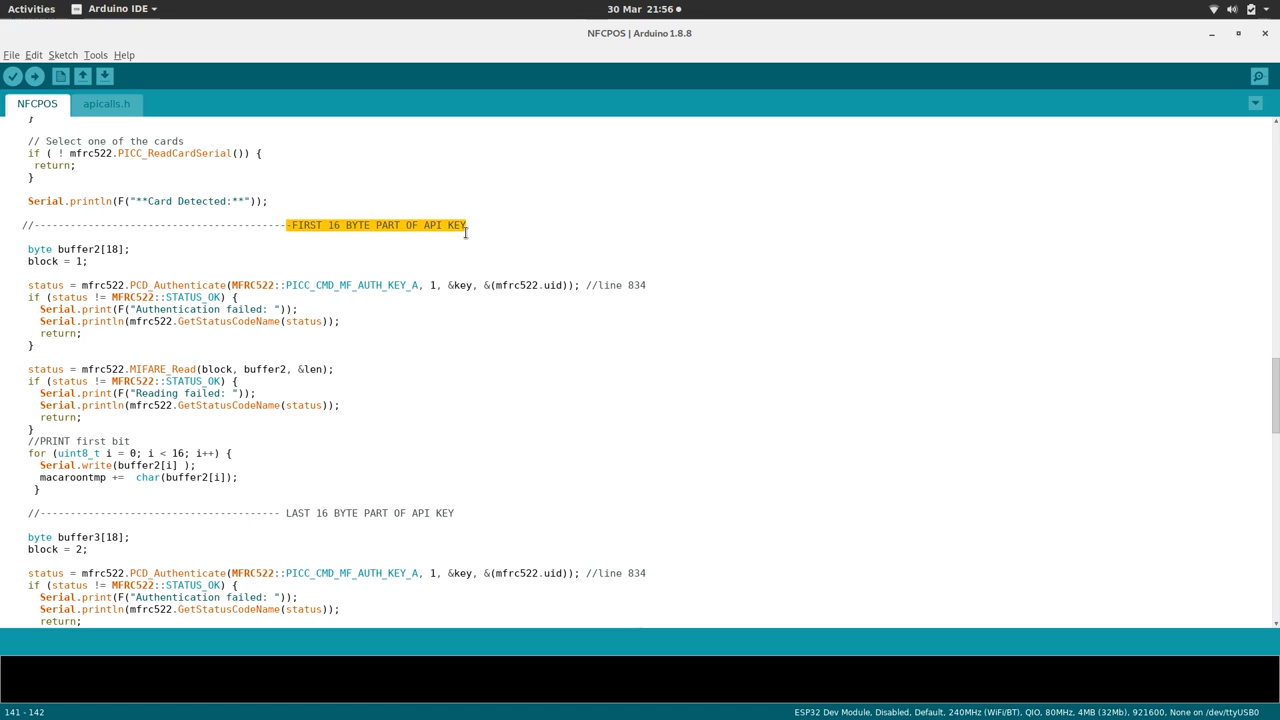 Activities Arduino IDE 30 Mar 21:56
NFCPOS | Arduino 1.8.8
File Edit Sketch Tools Help
NFCPOS apicalls.h
}
// Select one of the cards
if ( ! mfrc522.PICC_ReadCardSerial()) {
return;
}
Serial.println(F("**Card Detected:**"));
//-------------------------------------------FIRST 16 BYTE PART OF API KEY
byte buffer2[18];
block = 1;
status = mfrc522.PCD_Authenticate(MFRC522::PICC_CMD_MF_AUTH_KEY_A, 1, &key, &(mfrc522.uid)); //line 834
if (status != MFRC522::STATUS_OK) {
Serial.print(F("Authentication failed: "));
Serial.println(mfrc522.GetStatusCodeName(status));
return;
}
status = mfrc522.MIFARE_Read(block, buffer2, &len);
if (status != MFRC522::STATUS_OK) {
Serial.print(F("Reading failed: "));
Serial.println(mfrc522.GetStatusCodeName(status));
return;
}
//PRINT first bit
for (uint8_t i = 0; i < 16; i++) {
Serial.write(buffer2[i] );
macaroontmp +=  char(buffer2[i]);
}
//---------------------------------------- LAST 16 BYTE PART OF API KEY
byte buffer3[18];
block = 2;
status = mfrc522.PCD_Authenticate(MFRC522::PICC_CMD_MF_AUTH_KEY_A, 1, &key, &(mfrc522.uid)); //line 834
if (status != MFRC522::STATUS_OK) {
Serial.print(F("Authentication failed: "));
Serial.println(mfrc522.GetStatusCodeName(status));
return;
141 - 142 ESP32 Dev Module, Disabled, Default, 240MHz (WiFi/BT), QIO, 80MHz, 4MB (32Mb), 921600, None on /dev/ttyUSB0